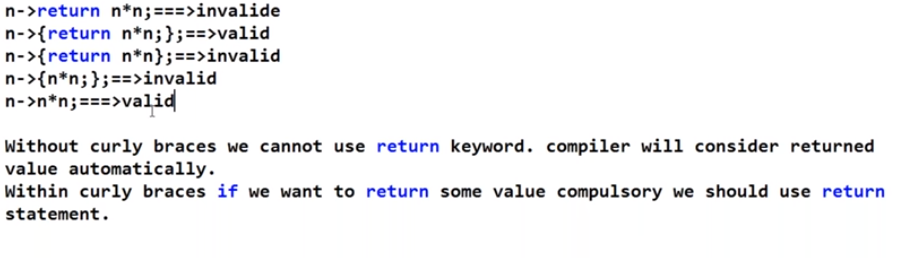 n->return n*n;===>invalide
n->{return n*n;};==>valid
n->{return n*n};==>invalid
n->{n*n;};==>invalid
n->n*n;===>valid
Without curly braces we cannot use return keyword. compiler will consider returned
value automatically.
Within curly braces if we want to return some value compulsory we should use return
statement.